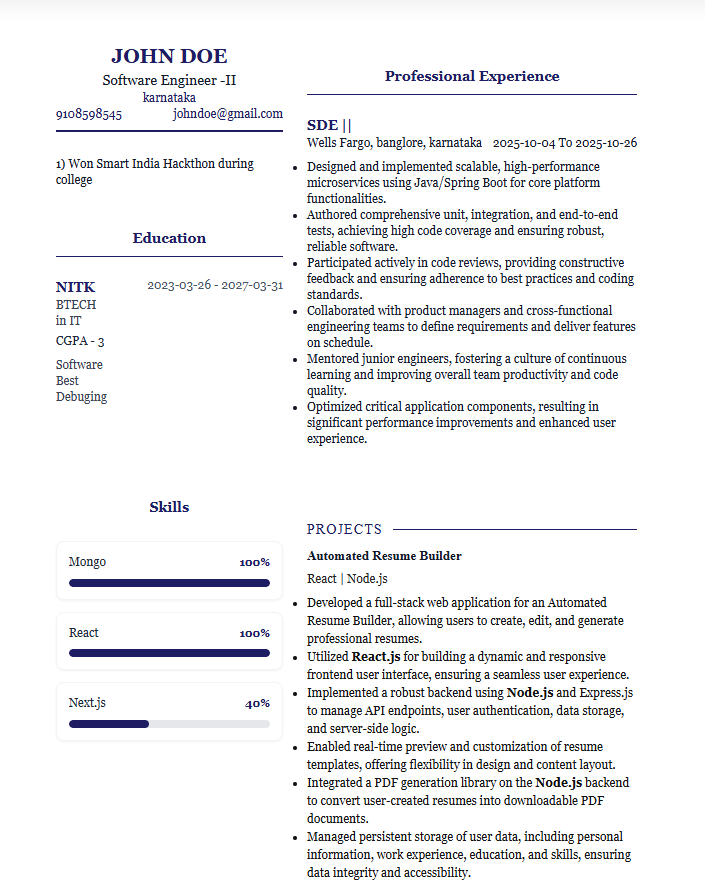 JOHN DOE
Software Engineer -II
karnataka
9108598545 johndoe@gmail.com
1) Won Smart India Hackthon during
college
Education
NITK 2023-03-26 - 2027-03-31
BTECH
in IT
CGPA - 3
Software
Best
Debuging
Skills
Mongo 100%
React 100%
Next.js 40%
Professional Experience
SDE ||
Wells Fargo, banglore, karnataka 2025-10-04 To 2025-10-26
• Designed and implemented scalable, high-performance
microservices using Java/Spring Boot for core platform
functionalities.
• Authored comprehensive unit, integration, and end-to-end
tests, achieving high code coverage and ensuring robust,
reliable software.
• Participated actively in code reviews, providing constructive
feedback and ensuring adherence to best practices and coding
standards.
• Collaborated with product managers and cross-functional
engineering teams to define requirements and deliver features
on schedule.
• Mentored junior engineers, fostering a culture of continuous
learning and improving overall team productivity and code
quality.
• Optimized critical application components, resulting in
significant performance improvements and enhanced user
experience.
PROJECTS
Automated Resume Builder
React | Node.js
• Developed a full-stack web application for an Automated
Resume Builder, allowing users to create, edit, and generate
professional resumes.
• Utilized React.js for building a dynamic and responsive
frontend user interface, ensuring a seamless user experience.
• Implemented a robust backend using Node.js and Express.js
to manage API endpoints, user authentication, data storage,
and server-side logic.
• Enabled real-time preview and customization of resume
templates, offering flexibility in design and content layout.
• Integrated a PDF generation library on the Node.js backend
to convert user-created resumes into downloadable PDF
documents.
• Managed persistent storage of user data, including personal
information, work experience, education, and skills, ensuring
data integrity and accessibility.